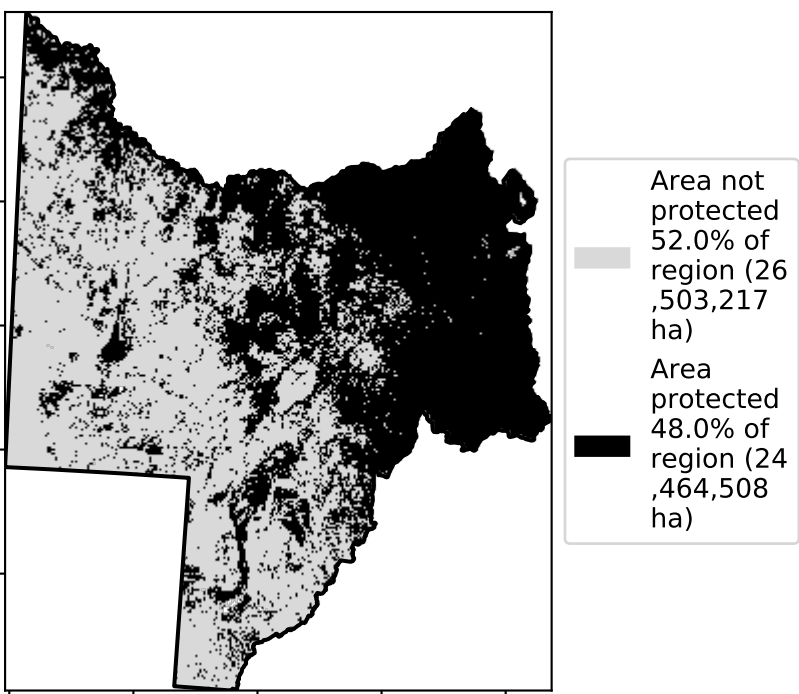 Area not
protected
52.0% of
region (26
,503,217
ha)
Area
protected
48.0% of
region (24
,464,508
ha)